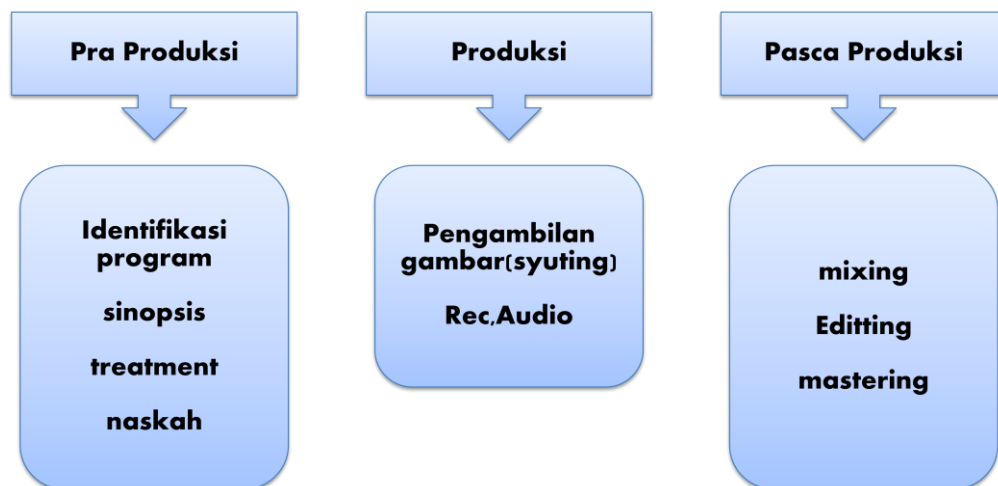 Pra Produksi
Produksi
Pasca Produksi
Identifikasi
program
sinopsis
treatment
naskah
Pengambilan
gambar(syuting)
Rec,Audio
mixing
Editting
mastering